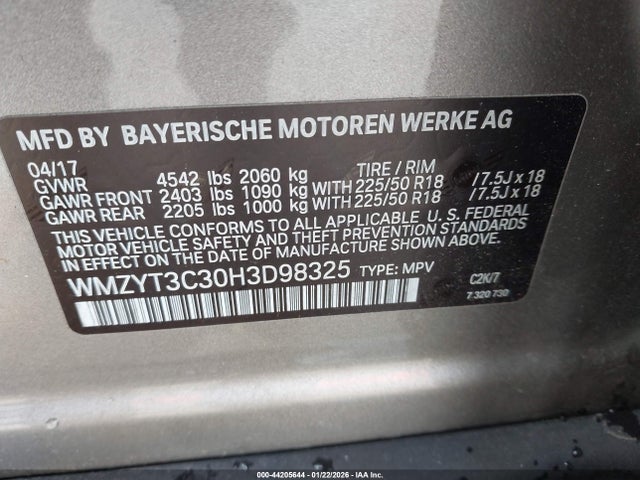 MFD BY BAYERISCHE MOTOREN WERKE AG
04/17 TIRE / RIM
GVWR 4542 lbs 2060 kg
GAWR FRONT 2403 lbs 1090 kg WITH 225/50 R18 /7.5J x 18
GAWR REAR 2205 lbs 1000 kg WITH 225/50 R18 /7.5J x 18
THIS VEHICLE CONFORMS TO ALL APPLICABLE U. S. FEDERAL
MOTOR VEHICLE SAFETY, BUMPER, AND THEFT PREVENTION STANDARDS
IN EFFECT ON THE DATE OF MANUFACTURE SHOWN ABOVE.
WMZYT3C30H3D98325 TYPE: MPV
C2K/7
7 320 730
000-44205644 | 01/22/2026 | IAA Inc.